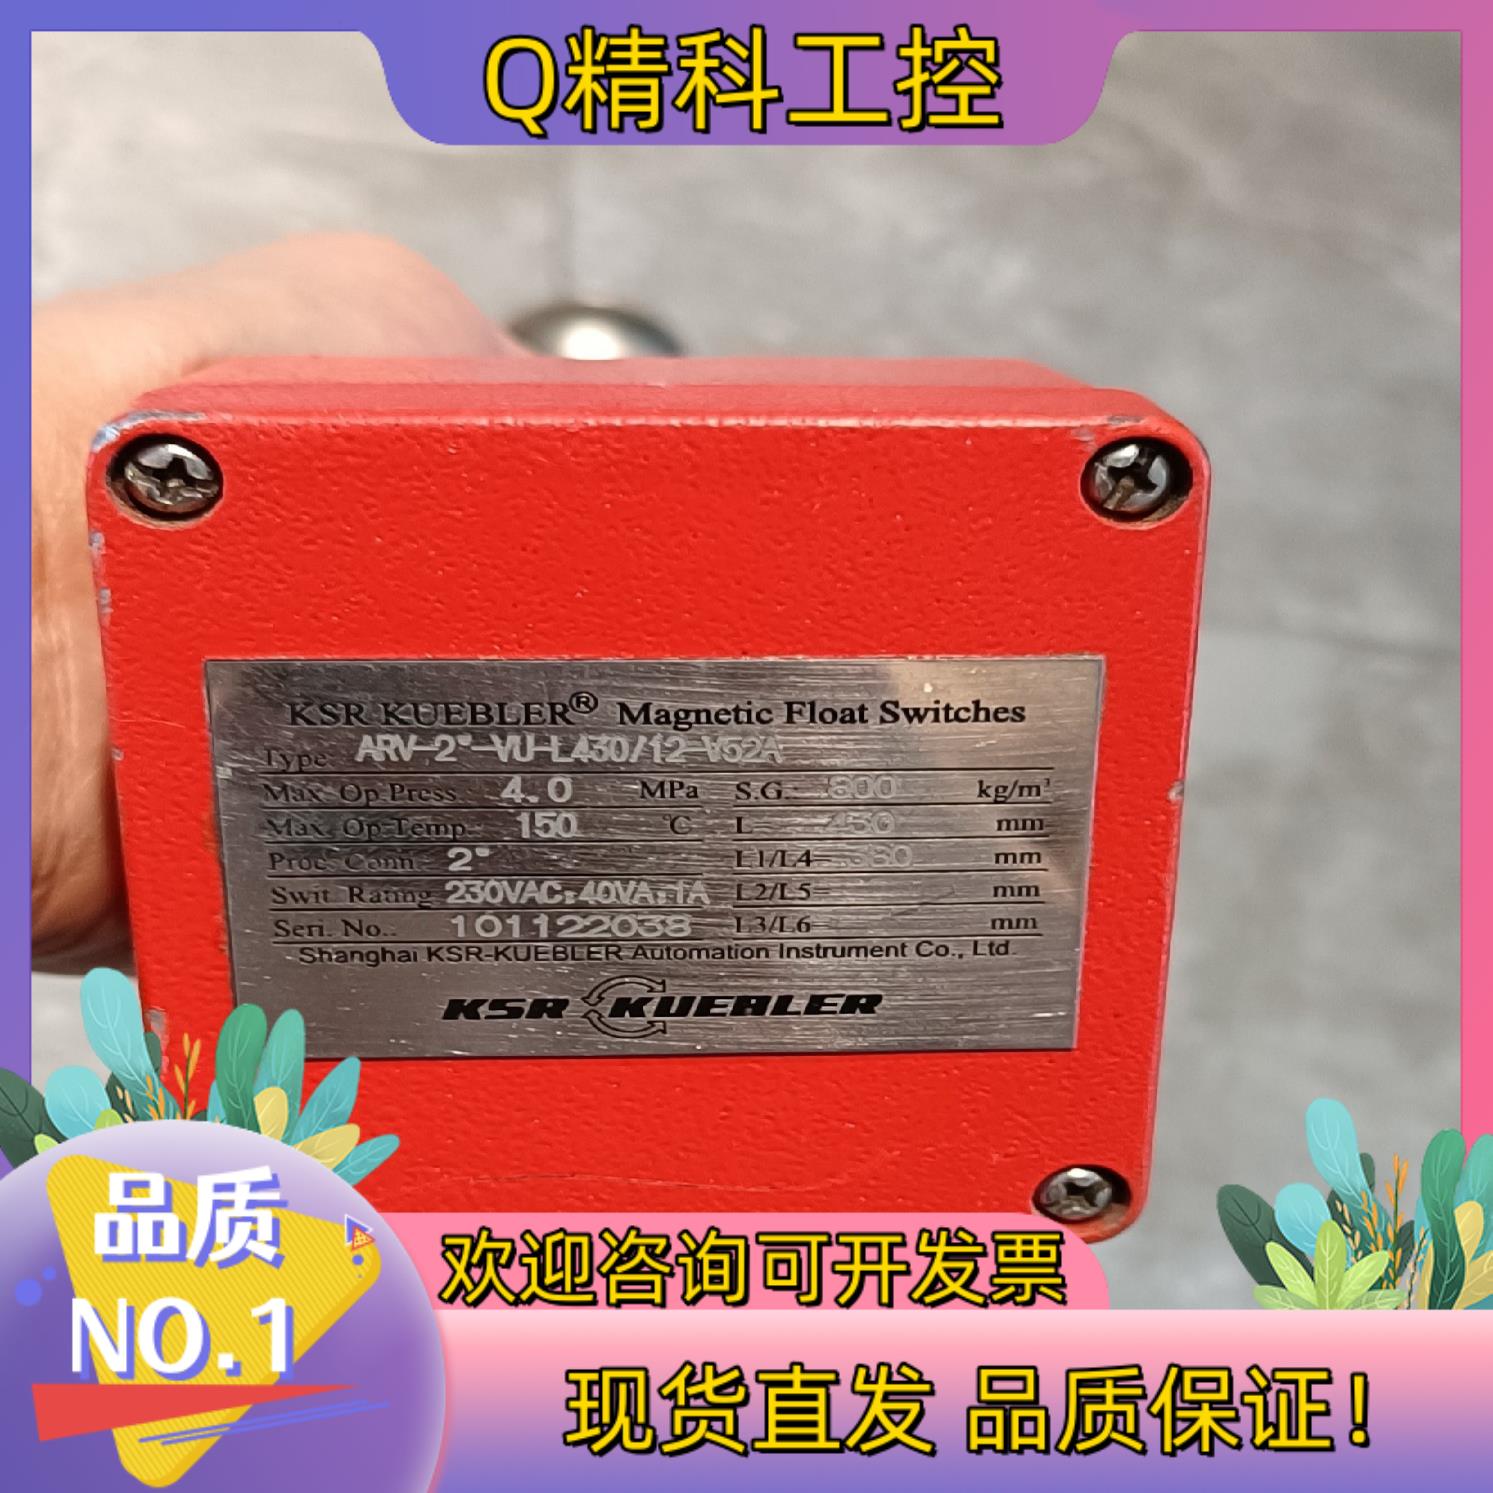 Q精科工控
KSR KUEBLER® Magnetic Float Switches
Type: ARV-2"-VU-L430/12-V52A
Max. Op.Press.: 4.0 MPa S.G.: 800 kg/m³
Max. Op.Temp.: 150 ℃ L= mm
Proc. Conn.: 2" L1/L4= mm
Swit. Rating: 230VAC;40VA;1A L2/L5= mm
Seri. No.: 101122038 L3/L6= mm
Shanghai KSR-KUEBLER Automation Instrument Co., Ltd.
KSR KUEBLER
品质
NO.1
欢迎咨询可开发票
现货直发 品质保证!